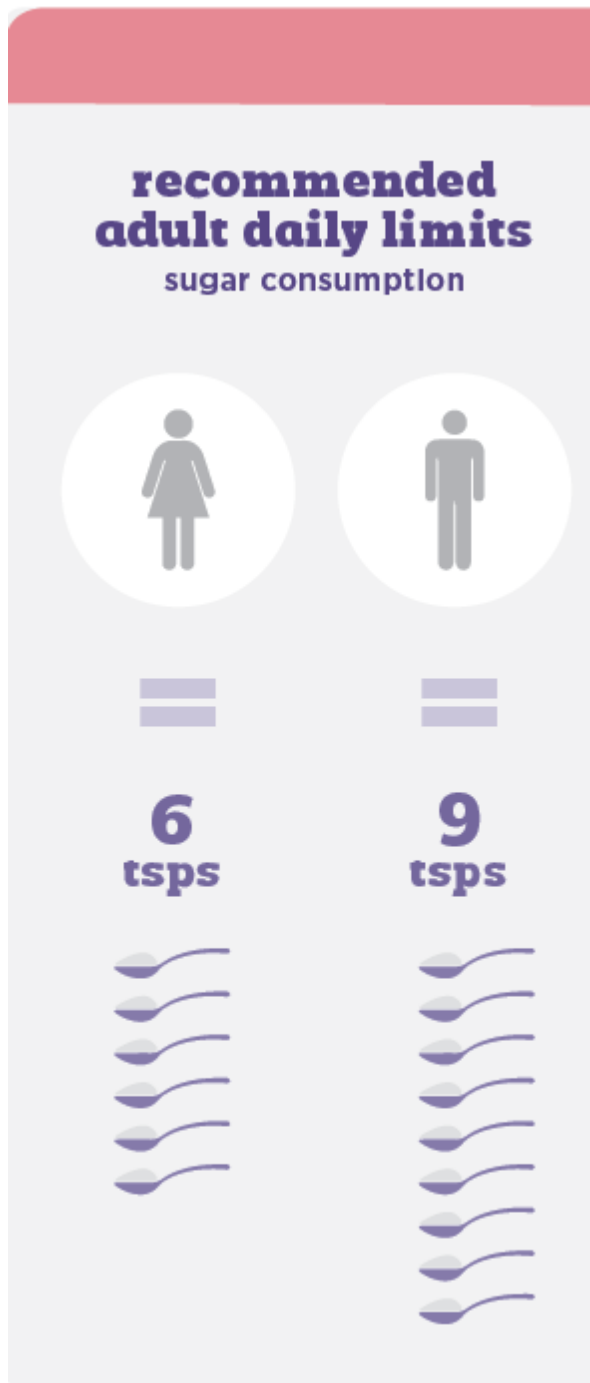 recommended
adult daily limits
sugar consumption
6 9
tsps tsps